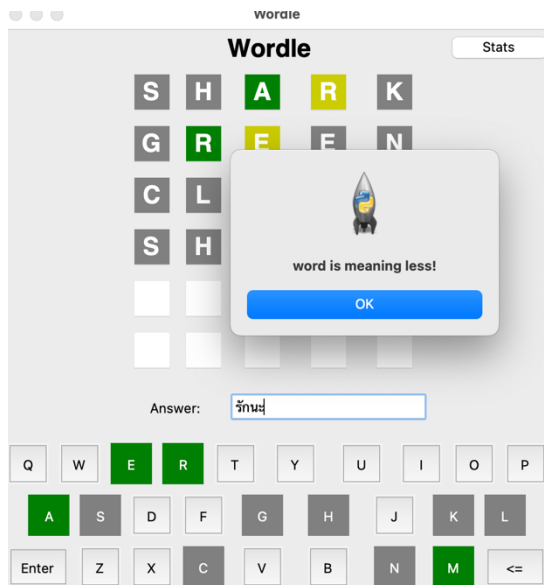 Wordle
Wordle
Stats
S H A R K
G R E E N
C L
S H
word is meaning less!
OK
Answer: รักนะ
Q W E R T Y U I O P
A S D F G H J K L
Enter Z X C V B N M <=